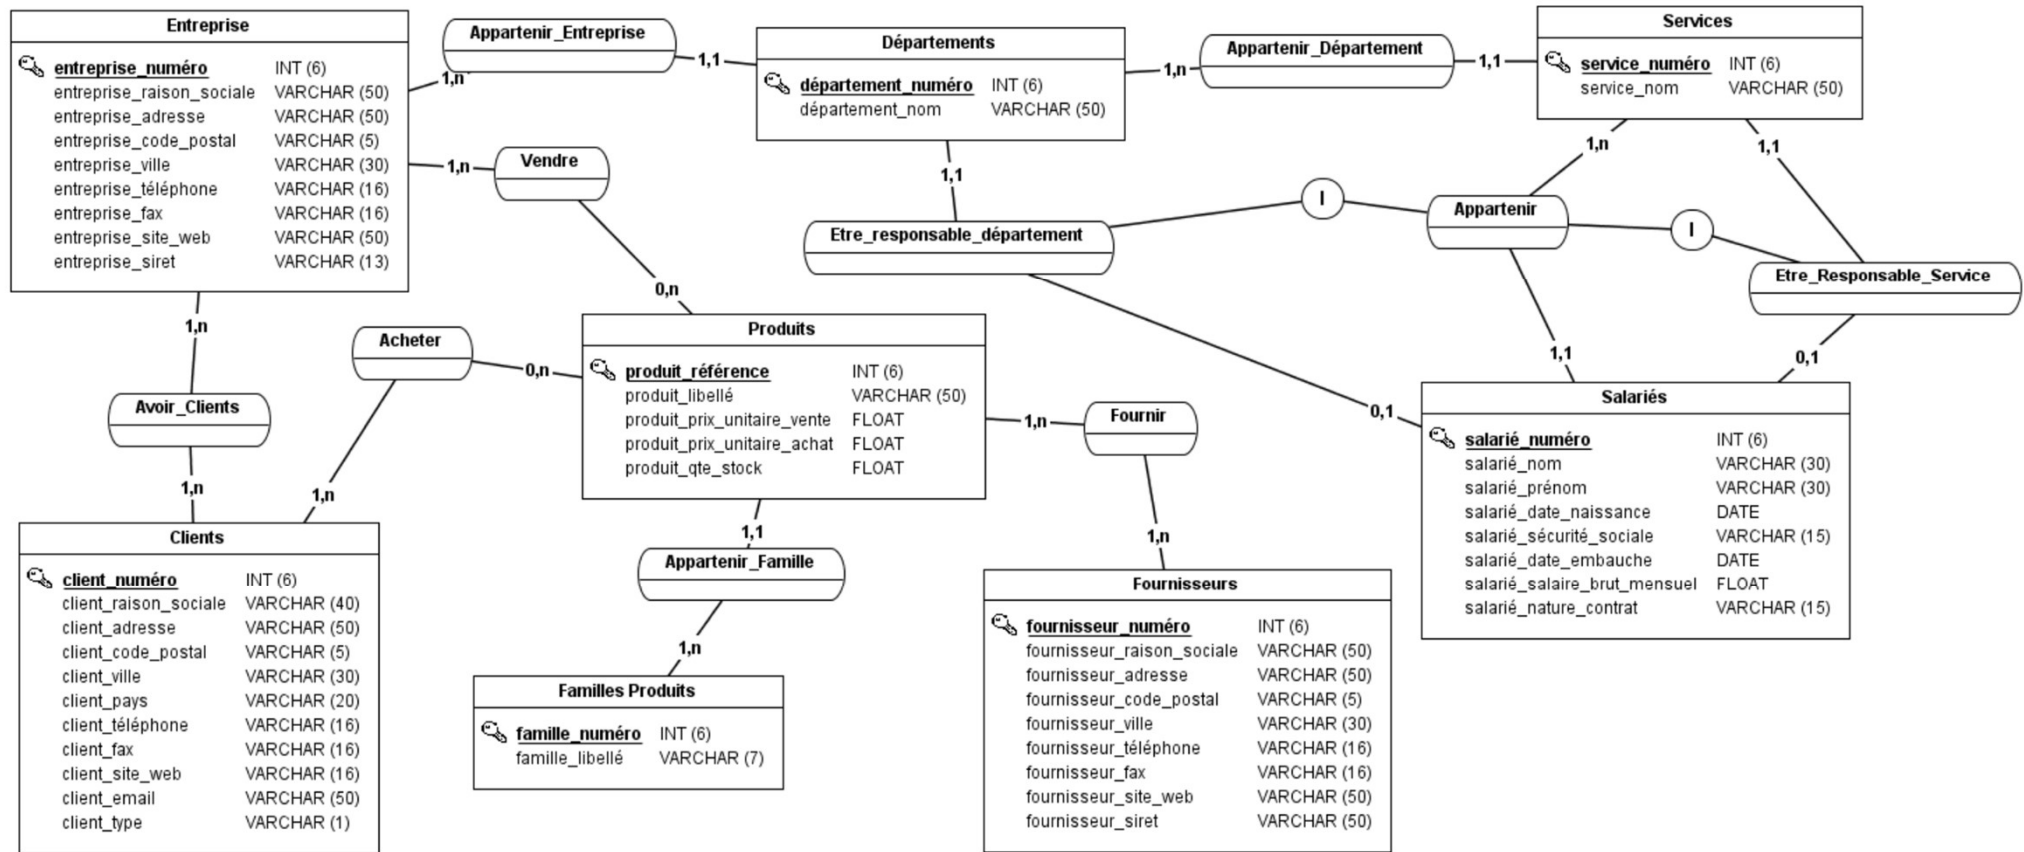 Entreprise
entreprise_numéro INT (6)
entreprise_raison_sociale VARCHAR (50)
entreprise_adresse VARCHAR (50)
entreprise_code_postal VARCHAR (5)
entreprise_ville VARCHAR (30)
entreprise_téléphone VARCHAR (16)
entreprise_fax VARCHAR (16)
entreprise_site_web VARCHAR (50)
entreprise_siret VARCHAR (13)
1,n
Appartenir_Entreprise
1,1
Départements
département_numéro INT (6)
département_nom VARCHAR (50)
1,n
Appartenir_Département
1,1
Services
service_numéro INT (6)
service_nom VARCHAR (50)
1,n
Vendre
0,n
1,1
Etre_responsable_département
I
Appartenir
1,n
1,1
I
Etre_Responsable_Service
1,1
0,1
0,1
1,n
Avoir_Clients
1,n
Acheter
0,n
1,n
Produits
produit_référence INT (6)
produit_libellé VARCHAR (50)
produit_prix_unitaire_vente FLOAT
produit_prix_unitaire_achat FLOAT
produit_qte_stock FLOAT
1,n
Fournir
1,n
Salariés
salarié_numéro INT (6)
salarié_nom VARCHAR (30)
salarié_prénom VARCHAR (30)
salarié_date_naissance DATE
salarié_sécurité_sociale VARCHAR (15)
salarié_date_embauche DATE
salarié_salaire_brut_mensuel FLOAT
salarié_nature_contrat VARCHAR (15)
Clients
client_numéro INT (6)
client_raison_sociale VARCHAR (40)
client_adresse VARCHAR (50)
client_code_postal VARCHAR (5)
client_ville VARCHAR (30)
client_pays VARCHAR (20)
client_téléphone VARCHAR (16)
client_fax VARCHAR (16)
client_site_web VARCHAR (16)
client_email VARCHAR (50)
client_type VARCHAR (1)
1,1
Appartenir_Famille
1,n
Familles Produits
famille_numéro INT (6)
famille_libellé VARCHAR (7)
Fournisseurs
fournisseur_numéro INT (6)
fournisseur_raison_sociale VARCHAR (50)
fournisseur_adresse VARCHAR (50)
fournisseur_code_postal VARCHAR (5)
fournisseur_ville VARCHAR (30)
fournisseur_téléphone VARCHAR (16)
fournisseur_fax VARCHAR (16)
fournisseur_site_web VARCHAR (50)
fournisseur_siret VARCHAR (50)